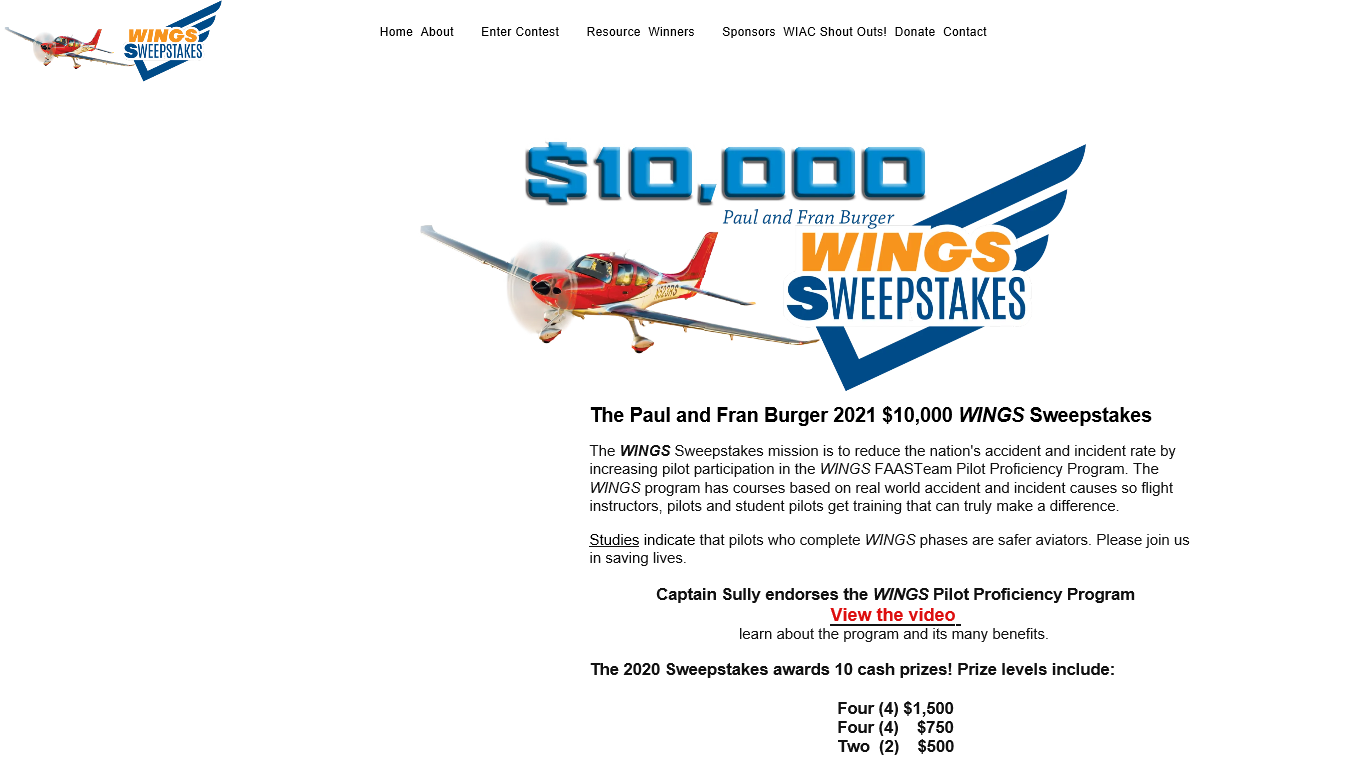 WINGS
SWEEPSTAKES
Home About Enter Contest Resource Winners Sponsors WIAC Shout Outs! Donate Contact
$10,000
Paul and Fran Burger
WINGS
SWEEPSTAKES
The Paul and Fran Burger 2021 $10,000 WINGS Sweepstakes
The WINGS Sweepstakes mission is to reduce the nation's accident and incident rate by
increasing pilot participation in the WINGS FAASTeam Pilot Proficiency Program. The
WINGS program has courses based on real world accident and incident causes so flight
instructors, pilots and student pilots get training that can truly make a difference.
Studies indicate that pilots who complete WINGS phases are safer aviators. Please join us
in saving lives.
Captain Sully endorses the WINGS Pilot Proficiency Program
View the video
learn about the program and its many benefits.
The 2020 Sweepstakes awards 10 cash prizes! Prize levels include:
Four (4) $1,500
Four (4) $750
Two (2) $500